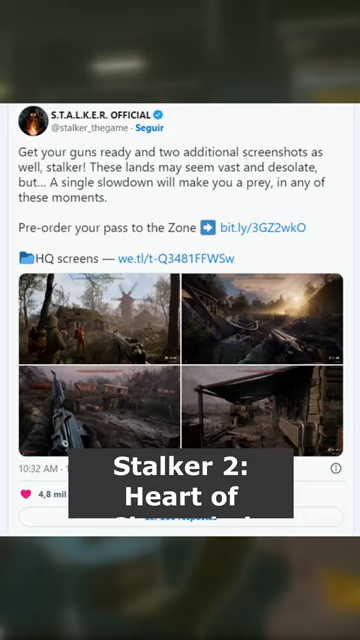 S.T.A.L.K.E.R. OFFICIAL
@stalker_thegame · Seguir
Get your guns ready and two additional screenshots as
well, stalker! These lands may seem vast and desolate,
but... A single slowdown will make you a prey, in any of
these moments.
Pre-order your pass to the Zone ➡️ bit.ly/3GZ2wkO
📂HQ screens — we.tl/t-Q3481FFWSw
10:32 AM ·
Stalker 2:
Heart of
4,8 mil